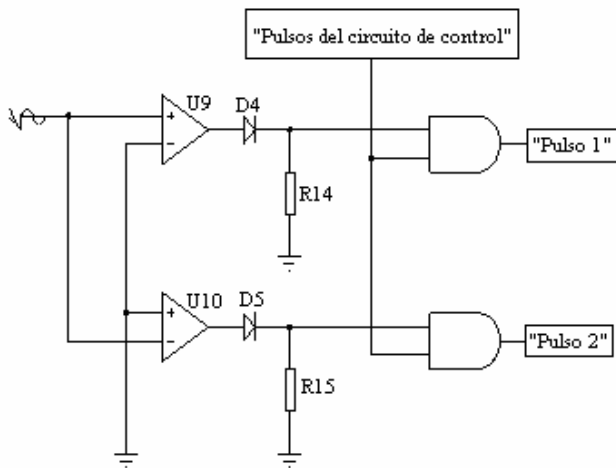 "Pulsos del circuito de control"
U9
D4
+
-
"Pulso 1"
R14
U10
D5
+
-
"Pulso 2"
R15